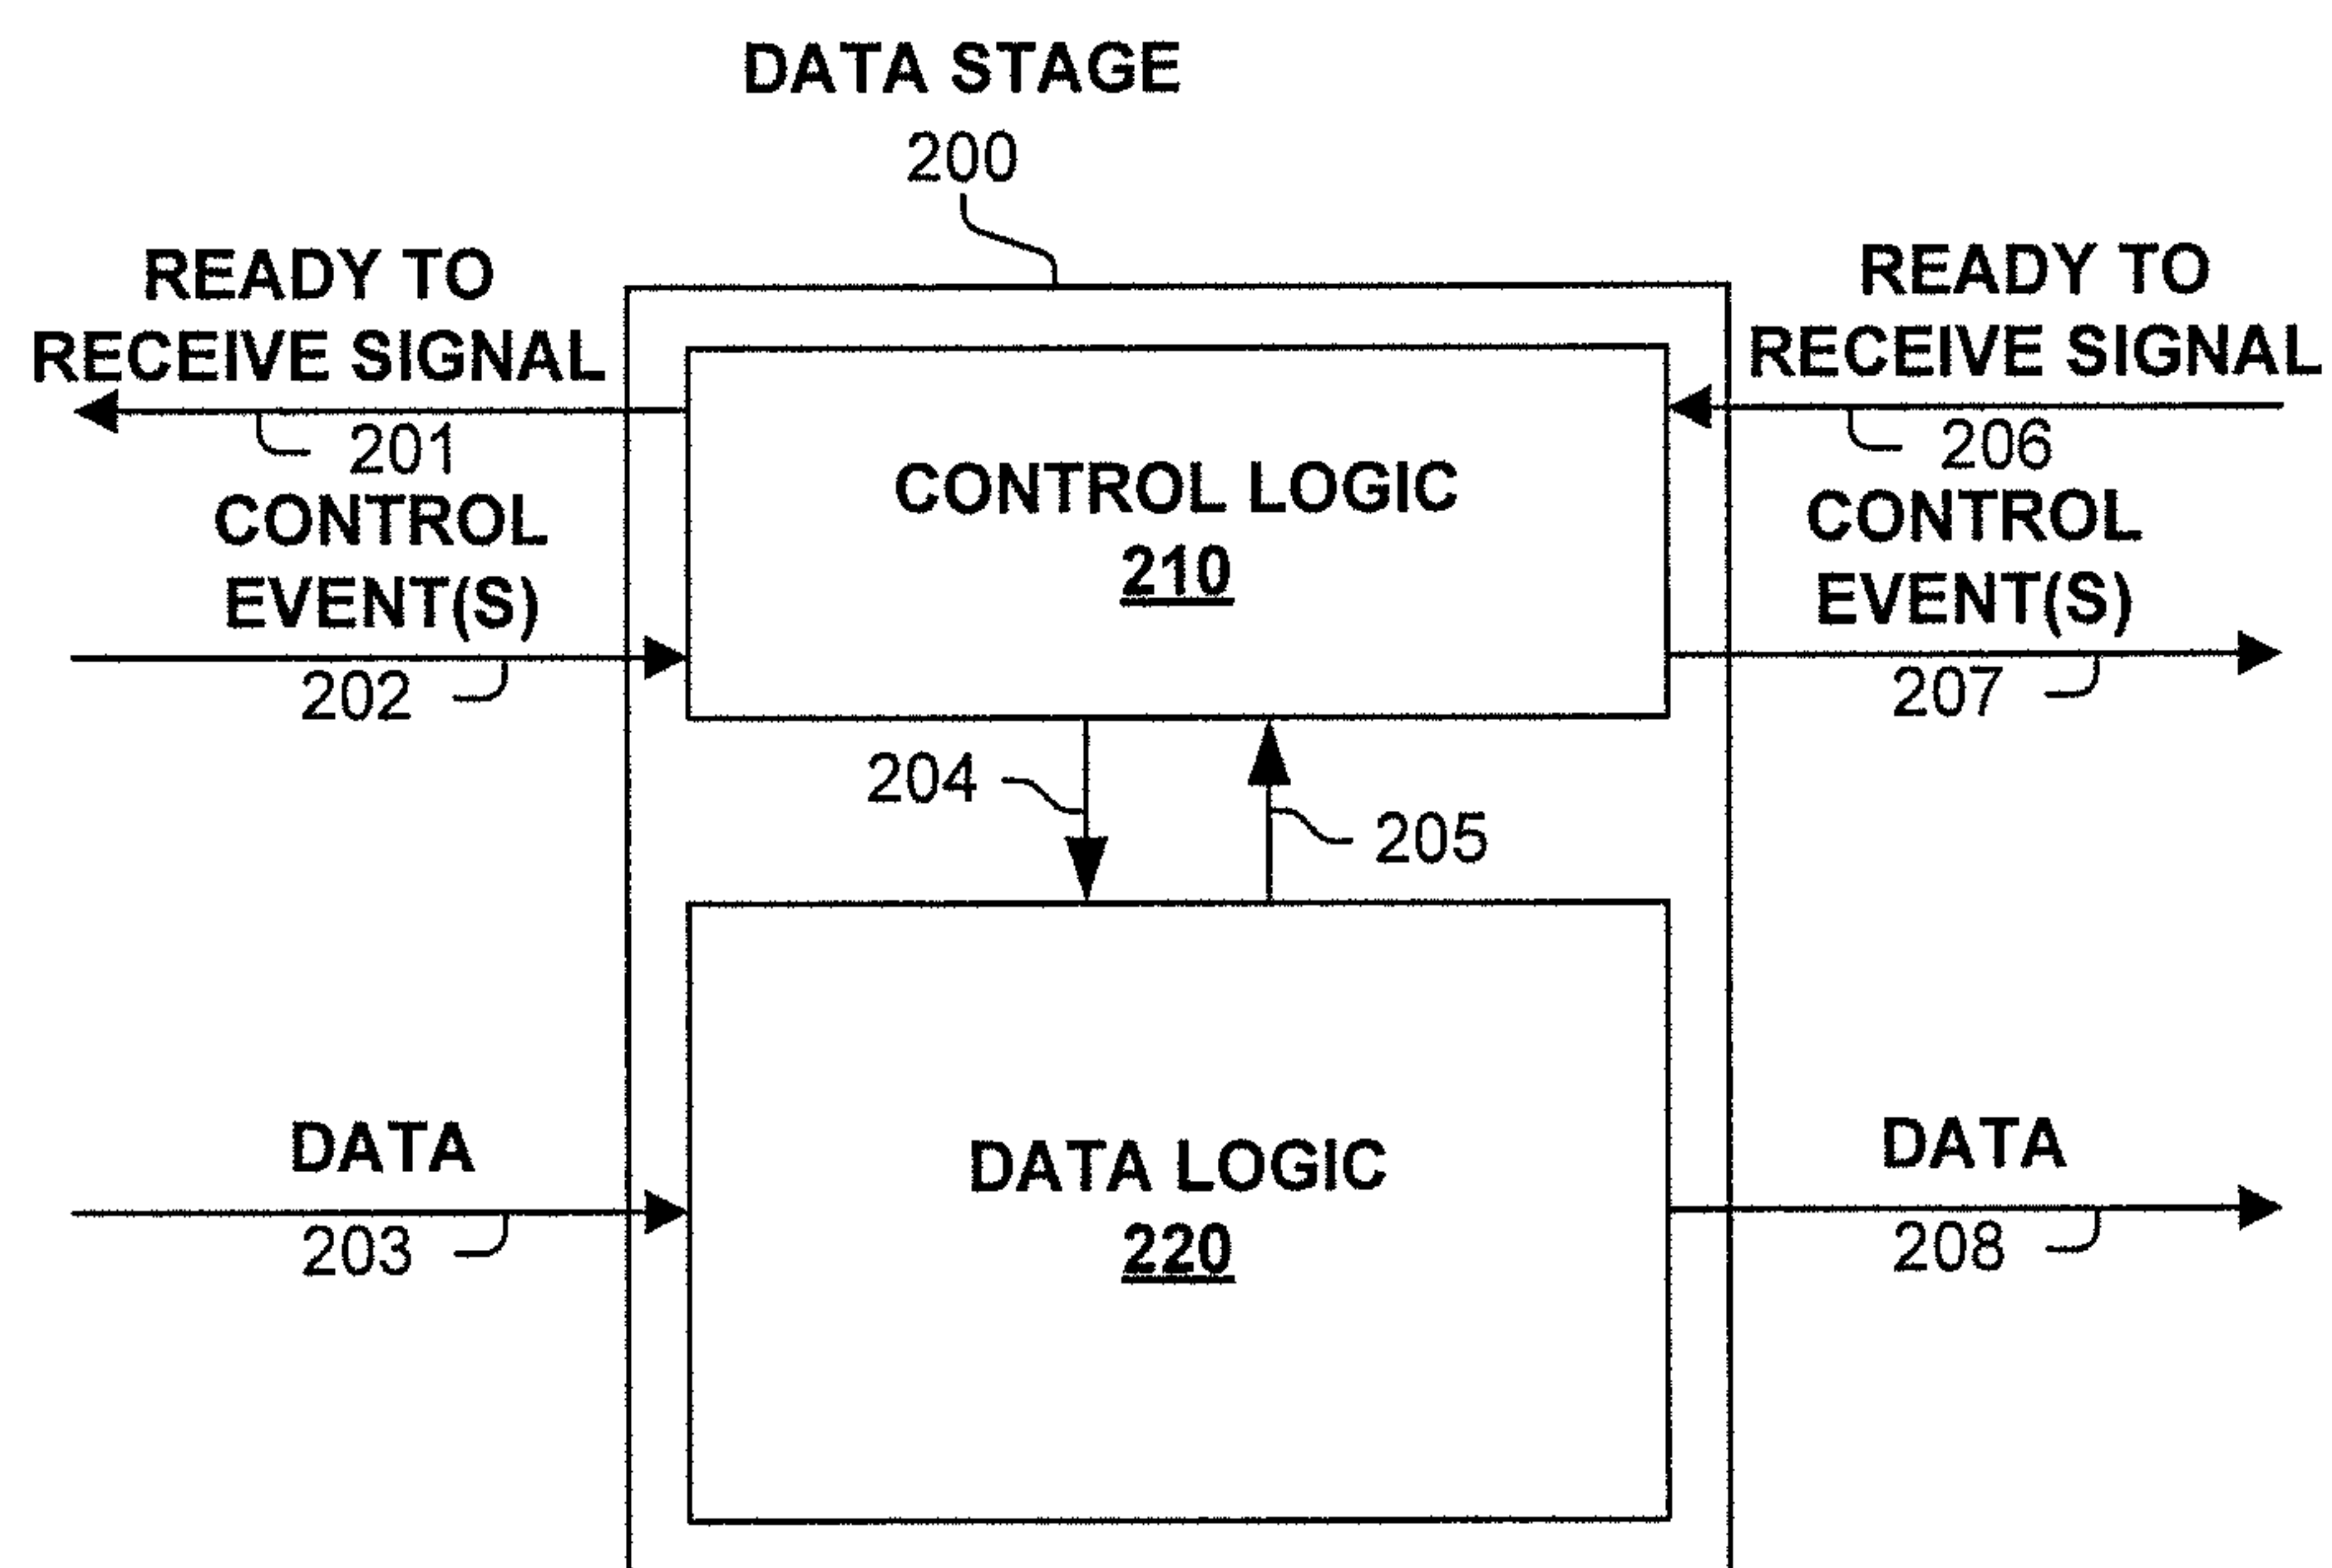 DATA STAGE
200
READY TO
RECEIVE SIGNAL
201
CONTROL
EVENT(S)
202
READY TO
RECEIVE SIGNAL
206
CONTROL
EVENT(S)
207
CONTROL LOGIC
210
204
205
DATA
203
DATA LOGIC
220
DATA
208